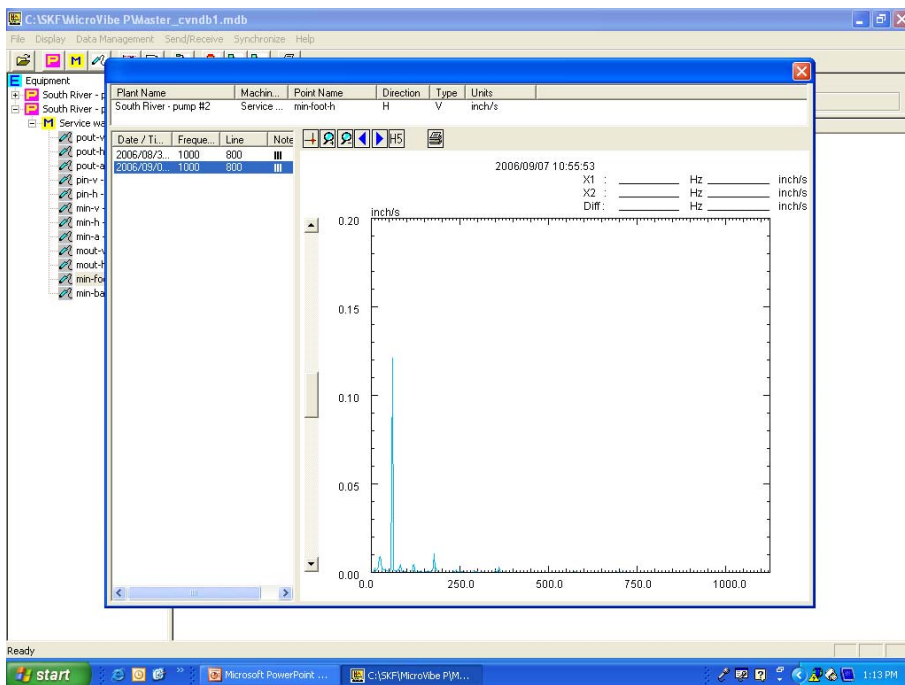 C:\SKF\MicroVibe P\Master_cvndb1.mdb
File Display Data Management Send/Receive Synchronize Help
P M
E Equipment
P South River - p
P South River - p
M Service wa
pout-v
pout-h
pout-a
pin-v -
pin-h -
min-v -
min-h -
min-a -
mout-v
mout-h
min-foo
min-ba
Plant Name Machin... Point Name Direction Type Units
South River - pump #2 Service ... min-foot-h H V inch/s
Date / Ti... Freque... Line Note
2006/08/3... 1000 800
2006/09/0... 1000 800
H5
2006/09/07 10:55:53
X1 : Hz inch/s
X2 : Hz inch/s
Diff : Hz inch/s
inch/s
0.20
0.15
0.10
0.05
0.00
0.0 250.0 500.0 750.0 1000.0
Ready
start Microsoft PowerPoint ... C:\SKF\MicroVibe P\M... 1:13 PM